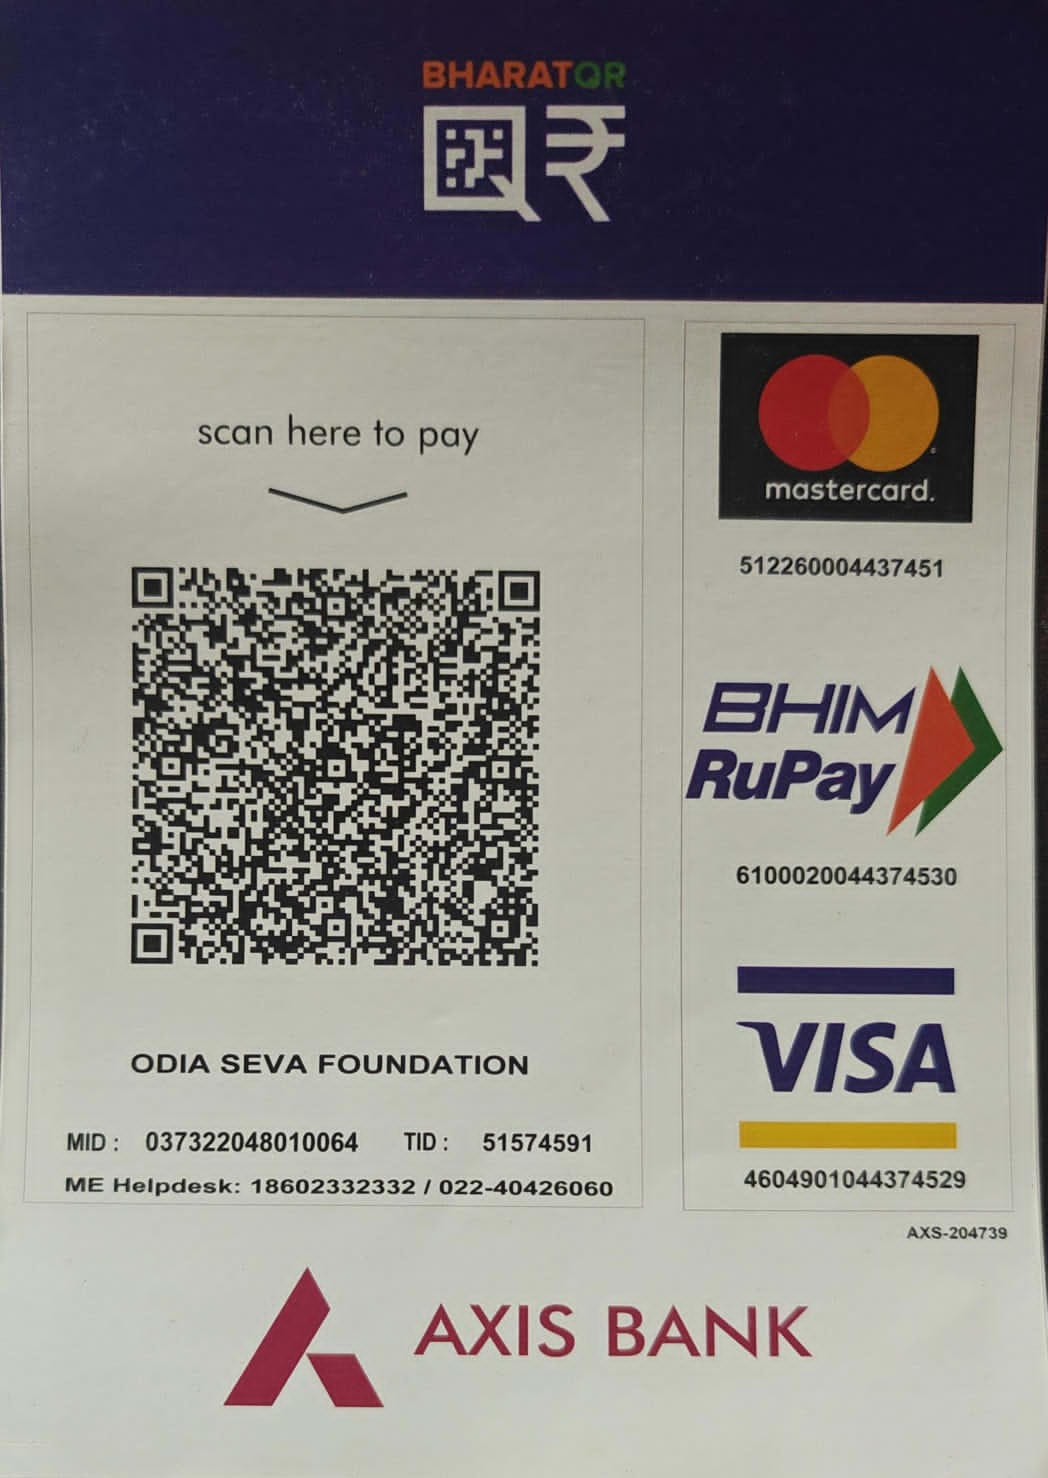 BHARATQR
scan here to pay
ODIA SEVA FOUNDATION
MID : 037322048010064 TID : 51574591
ME Helpdesk: 18602332332 / 022-40426060
mastercard.
512260004437451
BHIM
RuPay
6100020044374530
VISA
4604901044374529
AXS-204739
AXIS BANK